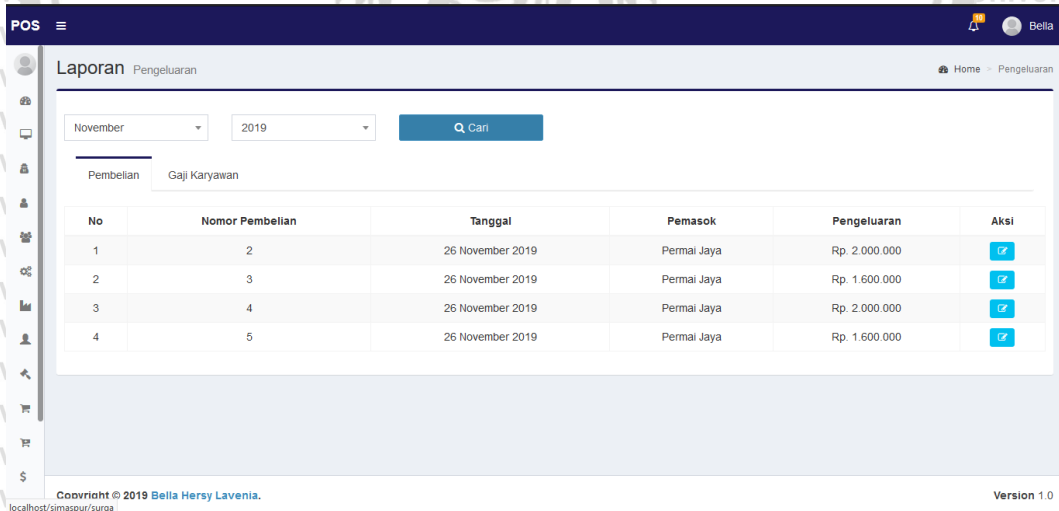 POS
10
Bella
Laporan Pengeluaran
Home > Pengeluaran
November 2019 Cari
Pembelian Gaji Karyawan
No Nomor Pembelian Tanggal Pemasok Pengeluaran Aksi
1 2 26 November 2019 Permai Jaya Rp. 2.000.000
2 3 26 November 2019 Permai Jaya Rp. 1.600.000
3 4 26 November 2019 Permai Jaya Rp. 2.000.000
4 5 26 November 2019 Permai Jaya Rp. 1.600.000
Copyright © 2019 Bella Hersy Lavenia.
Version 1.0
localhost/simaspur/surga